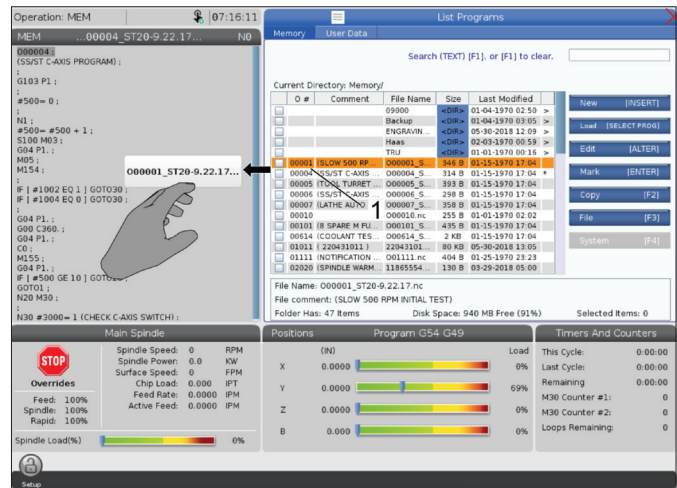 Operation: MEM 07:16:11
MEM ...00004_ST20-9.22.17... N0
O00004 ;
(SS/ST C-AXIS PROGRAM) ;
;
G103 P1 ;
;
#500= 0 ;
;
N1 ;
#500= #500 + 1 ;
S100 M03 ;
G04 P1. ;
M05 ;
M154 ;
;
IF [ #1002 EQ 1 ] GOTO30 ;
IF [ #1004 EQ 0 ] GOTO30 ;
;
G04 P1. ;
G00 C360. ;
G04 P1. ;
C0 ;
M155 ;
G04 P1. ;
IF [ #500 GE 10 ] GOTO20 ;
GOTO1 ;
N20 M30 ;
;
N30 #3000= 1 (CHECK C-AXIS SWITCH) ;
O00001_ST20-9.22.17...
1
List Programs
Memory User Data
Search (TEXT) [F1], or [F1] to clear.
Current Directory: Memory/
O # Comment File Name Size Last Modified
09000 <DIR> 01-04-1970 02:50 >
Backup <DIR> 01-04-1970 03:05 >
ENGRAVIN... <DIR> 05-30-2018 12:09 >
Haas <DIR> 02-03-1970 00:59 >
TRU <DIR> 01-01-1970 00:16 >
00001 (SLOW 500 RP... O00001_S... 346 B 01-15-1970 17:04
00004 (SS/ST C-AXIS ... O00004_S... 314 B 01-15-1970 17:04 *
00005 (TOOL TURRET ... O00005_S... 393 B 01-15-1970 17:04
00006 (SS/ST C-AXIS ... O00006_S... 298 B 01-15-1970 17:04
00007 (LATHE AUTO O00007_S... 358 B 01-15-1970 17:04
00010 O00010.nc 255 B 01-01-1970 02:02
00101 (8 SPARE M FU... O00101_S... 435 B 01-15-1970 17:04
00614 (COOLANT TES... O00614_S... 2 KB 01-15-1970 17:04
01011 ( 220431011 ) 22043101... 80 KB 05-30-2018 13:05
01111 (NOTIFICATION ... O01111.nc 404 B 01-25-1970 23:23
02020 (SPINDLE WARM... 11865554... 130 B 03-29-2018 05:00
New [INSERT]
Load [SELECT PROG]
Edit [ALTER]
Mark [ENTER]
Copy [F2]
File [F3]
System [F4]
File Name: O00001_ST20-9.22.17.nc
File comment: (SLOW 500 RPM INITIAL TEST)
Folder Has: 47 Items Disk Space: 940 MB Free (91%) Selected Items: 0
Main Spindle
STOP
Overrides
Feed: 100%
Spindle: 100%
Rapid: 100%
Spindle Speed: 0 RPM
Spindle Power: 0.0 KW
Surface Speed: 0 FPM
Chip Load: 0.000 IPT
Feed Rate: 0.0000 IPM
Active Feed: 0.0000 IPM
Spindle Load(%) 0%
Positions Program G54 G49
(IN) Load
X 0.0000 0%
Y 0.0000 69%
Z 0.0000 0%
B 0.000 0%
Timers And Counters
This Cycle: 0:00:00
Last Cycle: 0:00:00
Remaining 0:00:00
M30 Counter #1: 0
M30 Counter #2: 0
Loops Remaining: 0
Setup